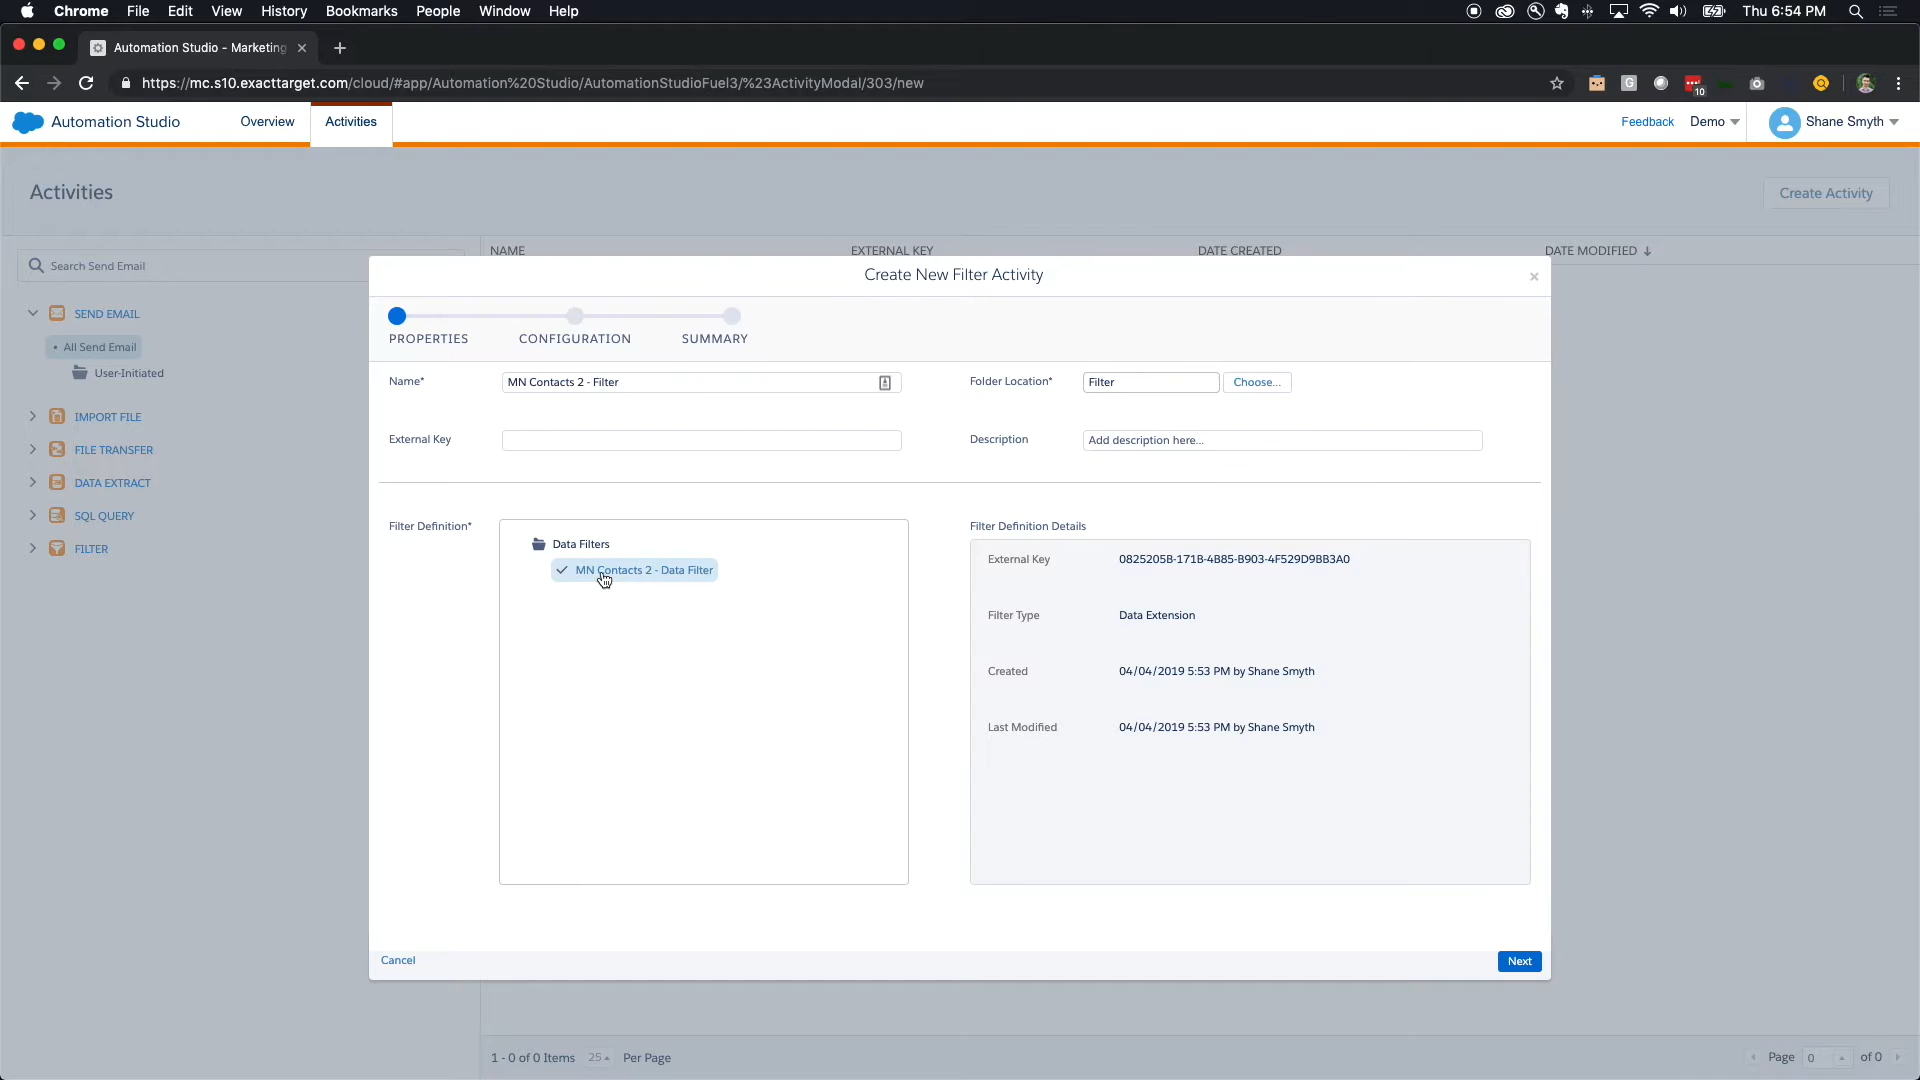 Chrome File Edit View History Bookmarks People Window Help Thu 6:54 PM
Automation Studio - Marketing
https://mc.s10.exacttarget.com/cloud/#app/Automation%20Studio/AutomationStudioFuel3/%23ActivityModal/303/new
10
Automation Studio Overview Activities Feedback Demo Shane Smyth
Activities Create Activity
NAME EXTERNAL KEY DATE CREATED DATE MODIFIED
Search Send Email
SEND EMAIL
• All Send Email
User-Initiated
IMPORT FILE
FILE TRANSFER
DATA EXTRACT
SQL QUERY
FILTER
Create New Filter Activity
PROPERTIES CONFIGURATION SUMMARY
Name* MN Contacts 2 - Filter Folder Location* Filter Choose...
External Key Description Add description here...
Filter Definition* Data Filters
MN Contacts 2 - Data Filter
Filter Definition Details
External Key 0825205B-171B-4B85-B903-4F529D9BB3A0
Filter Type Data Extension
Created 04/04/2019 5:53 PM by Shane Smyth
Last Modified 04/04/2019 5:53 PM by Shane Smyth
Cancel Next
1 - 0 of 0 Items 25 Per Page Page 0 of 0